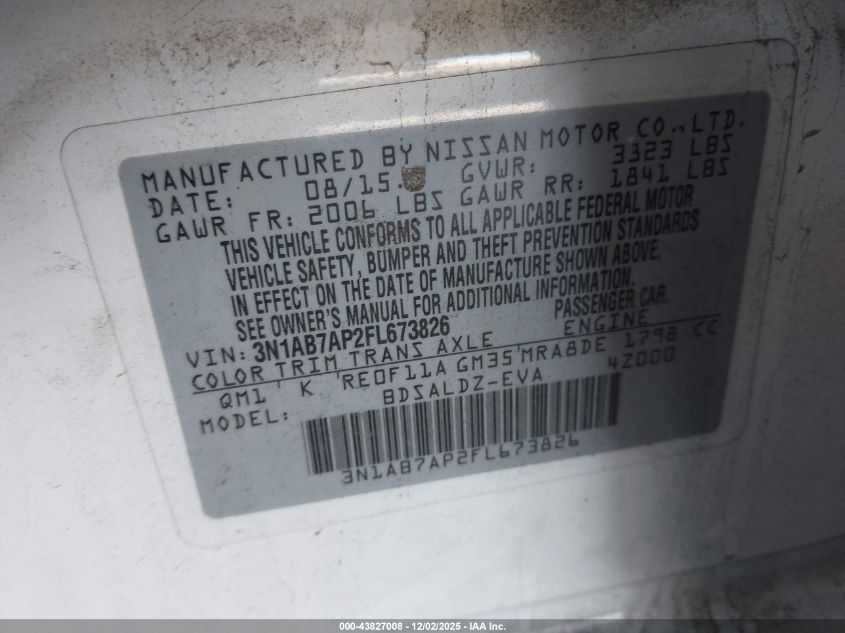 MANUFACTURED BY NISSAN MOTOR CO.,LTD.
DATE: 08/15 GVWR: 3323 LBS
GAWR FR: 2006 LBS GAWR RR: 1841 LBS
THIS VEHICLE CONFORMS TO ALL APPLICABLE FEDERAL MOTOR
VEHICLE SAFETY, BUMPER AND THEFT PREVENTION STANDARDS
IN EFFECT ON THE DATE OF MANUFACTURE SHOWN ABOVE.
SEE OWNER'S MANUAL FOR ADDITIONAL INFORMATION.
VIN: 3N1AB7AP2FL673826 PASSENGER CAR.
COLOR TRIM TRANS AXLE ENGINE
QM1 K RE0F11A GM35 MRA8DE 1798 CC
MODEL: BDSALDZ-EVA 4Z000
3N1AB7AP2FL673826
000-43827008 - 12/02/2025 - IAA Inc.